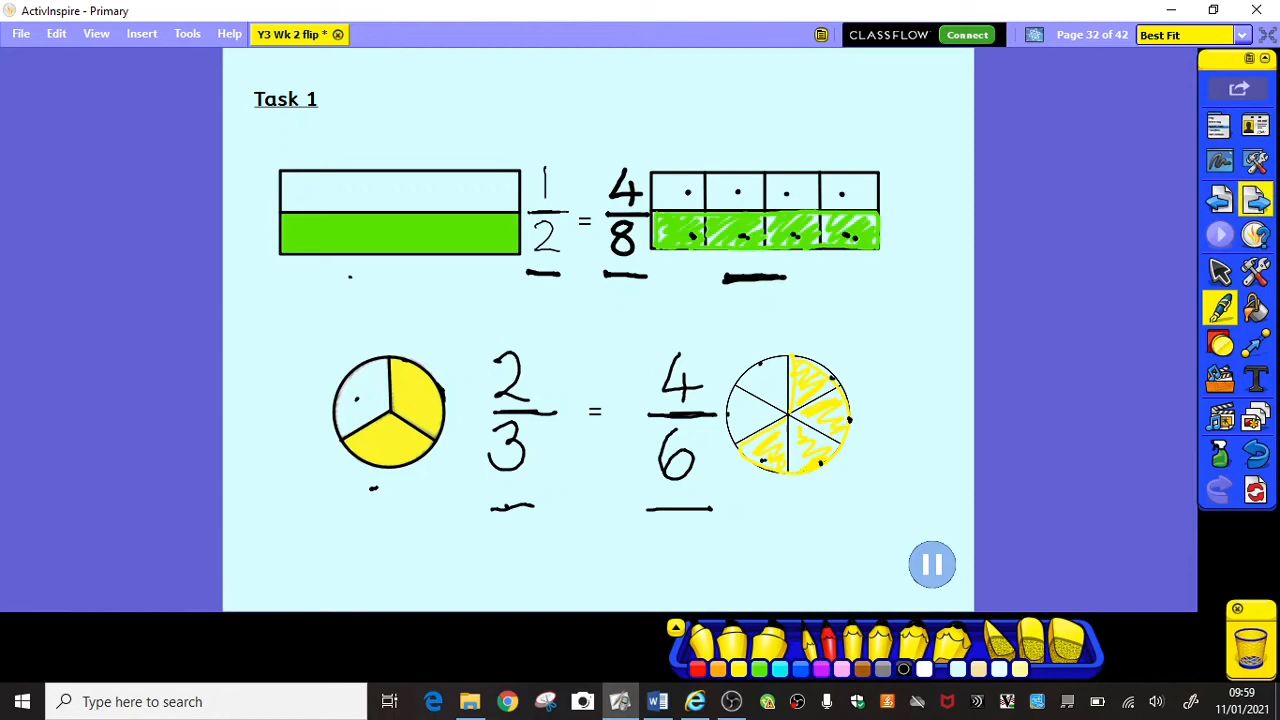 ActivInspire - Primary
File Edit View Insert Tools Help Y3 Wk 2 flip * CLASSFLOW Connect Page 32 of 42 Best Fit
Task 1
1/2 = 4/8
2/3 = 4/6
Type here to search
09:59
11/01/2021